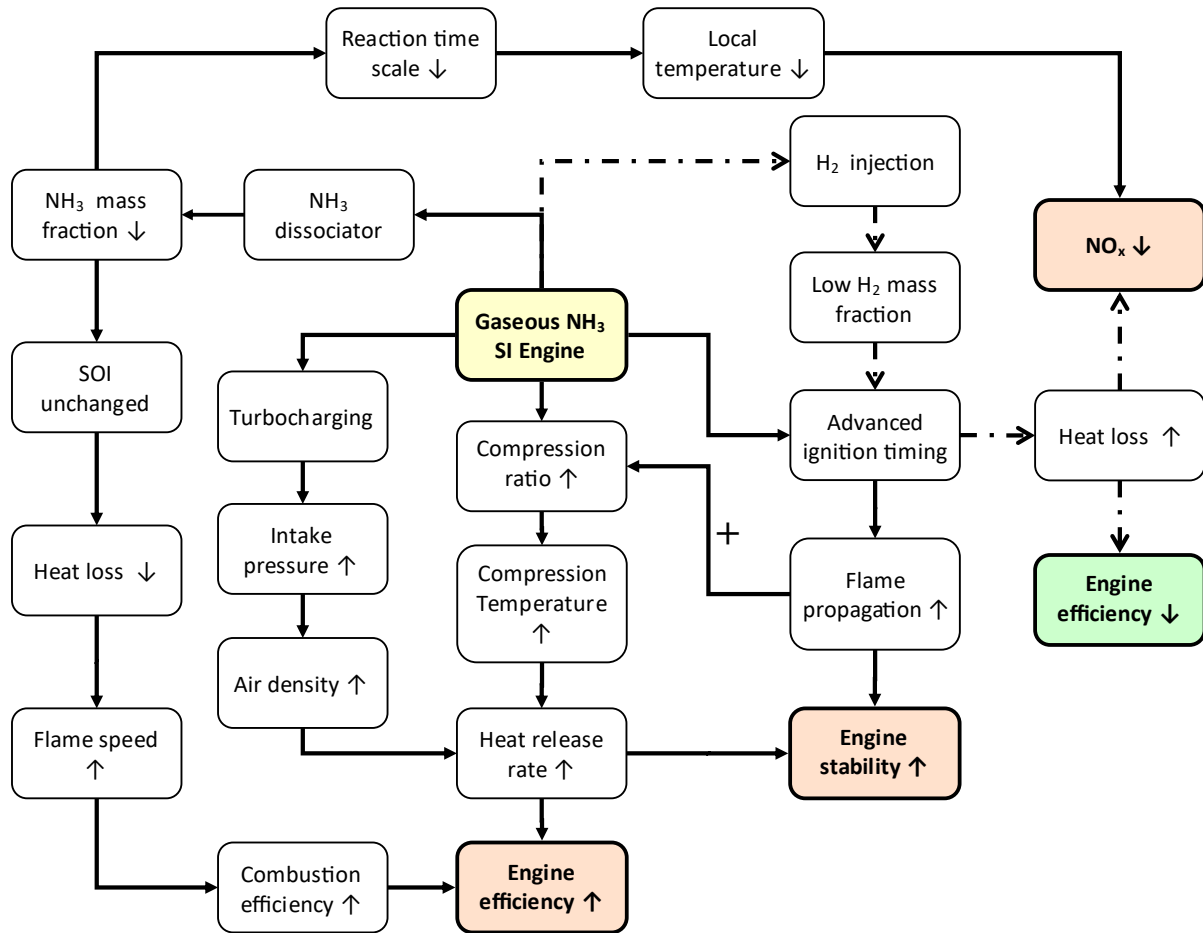 Reaction time
scale ↓
Local
temperature ↓
H₂ injection
NH₃ mass
fraction ↓
NH₃
dissociator
NOₓ ↓
Low H₂ mass
fraction
Gaseous NH₃
SI Engine
SOI
unchanged
Turbocharging
Compression
ratio ↑
Advanced
ignition timing
Heat loss ↑
+
Intake
pressure ↑
Heat loss ↓
Compression
Temperature
↑
Flame
propagation ↑
Engine
efficiency ↓
Air density ↑
Flame speed
↑
Heat release
rate ↑
Engine
stability ↑
Combustion
efficiency ↑
Engine
efficiency ↑